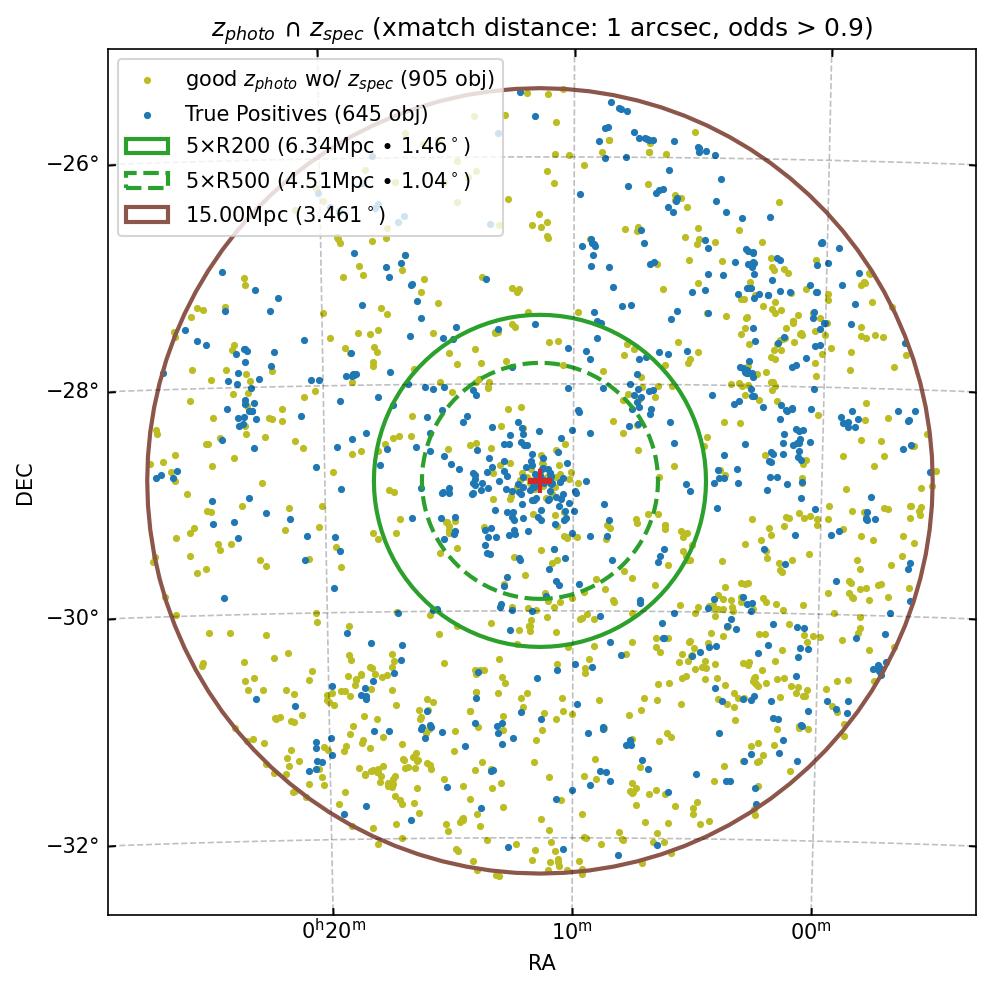 z_photo ∩ z_spec (xmatch distance: 1 arcsec, odds > 0.9)
good z_photo wo/ z_spec (905 obj)
True Positives (645 obj)
5×R200 (6.34Mpc • 1.46°)
5×R500 (4.51Mpc • 1.04°)
15.00Mpc (3.461°)
−26°
−28°
−30°
−32°
DEC
0ʰ20ᵐ
10ᵐ
00ᵐ
RA